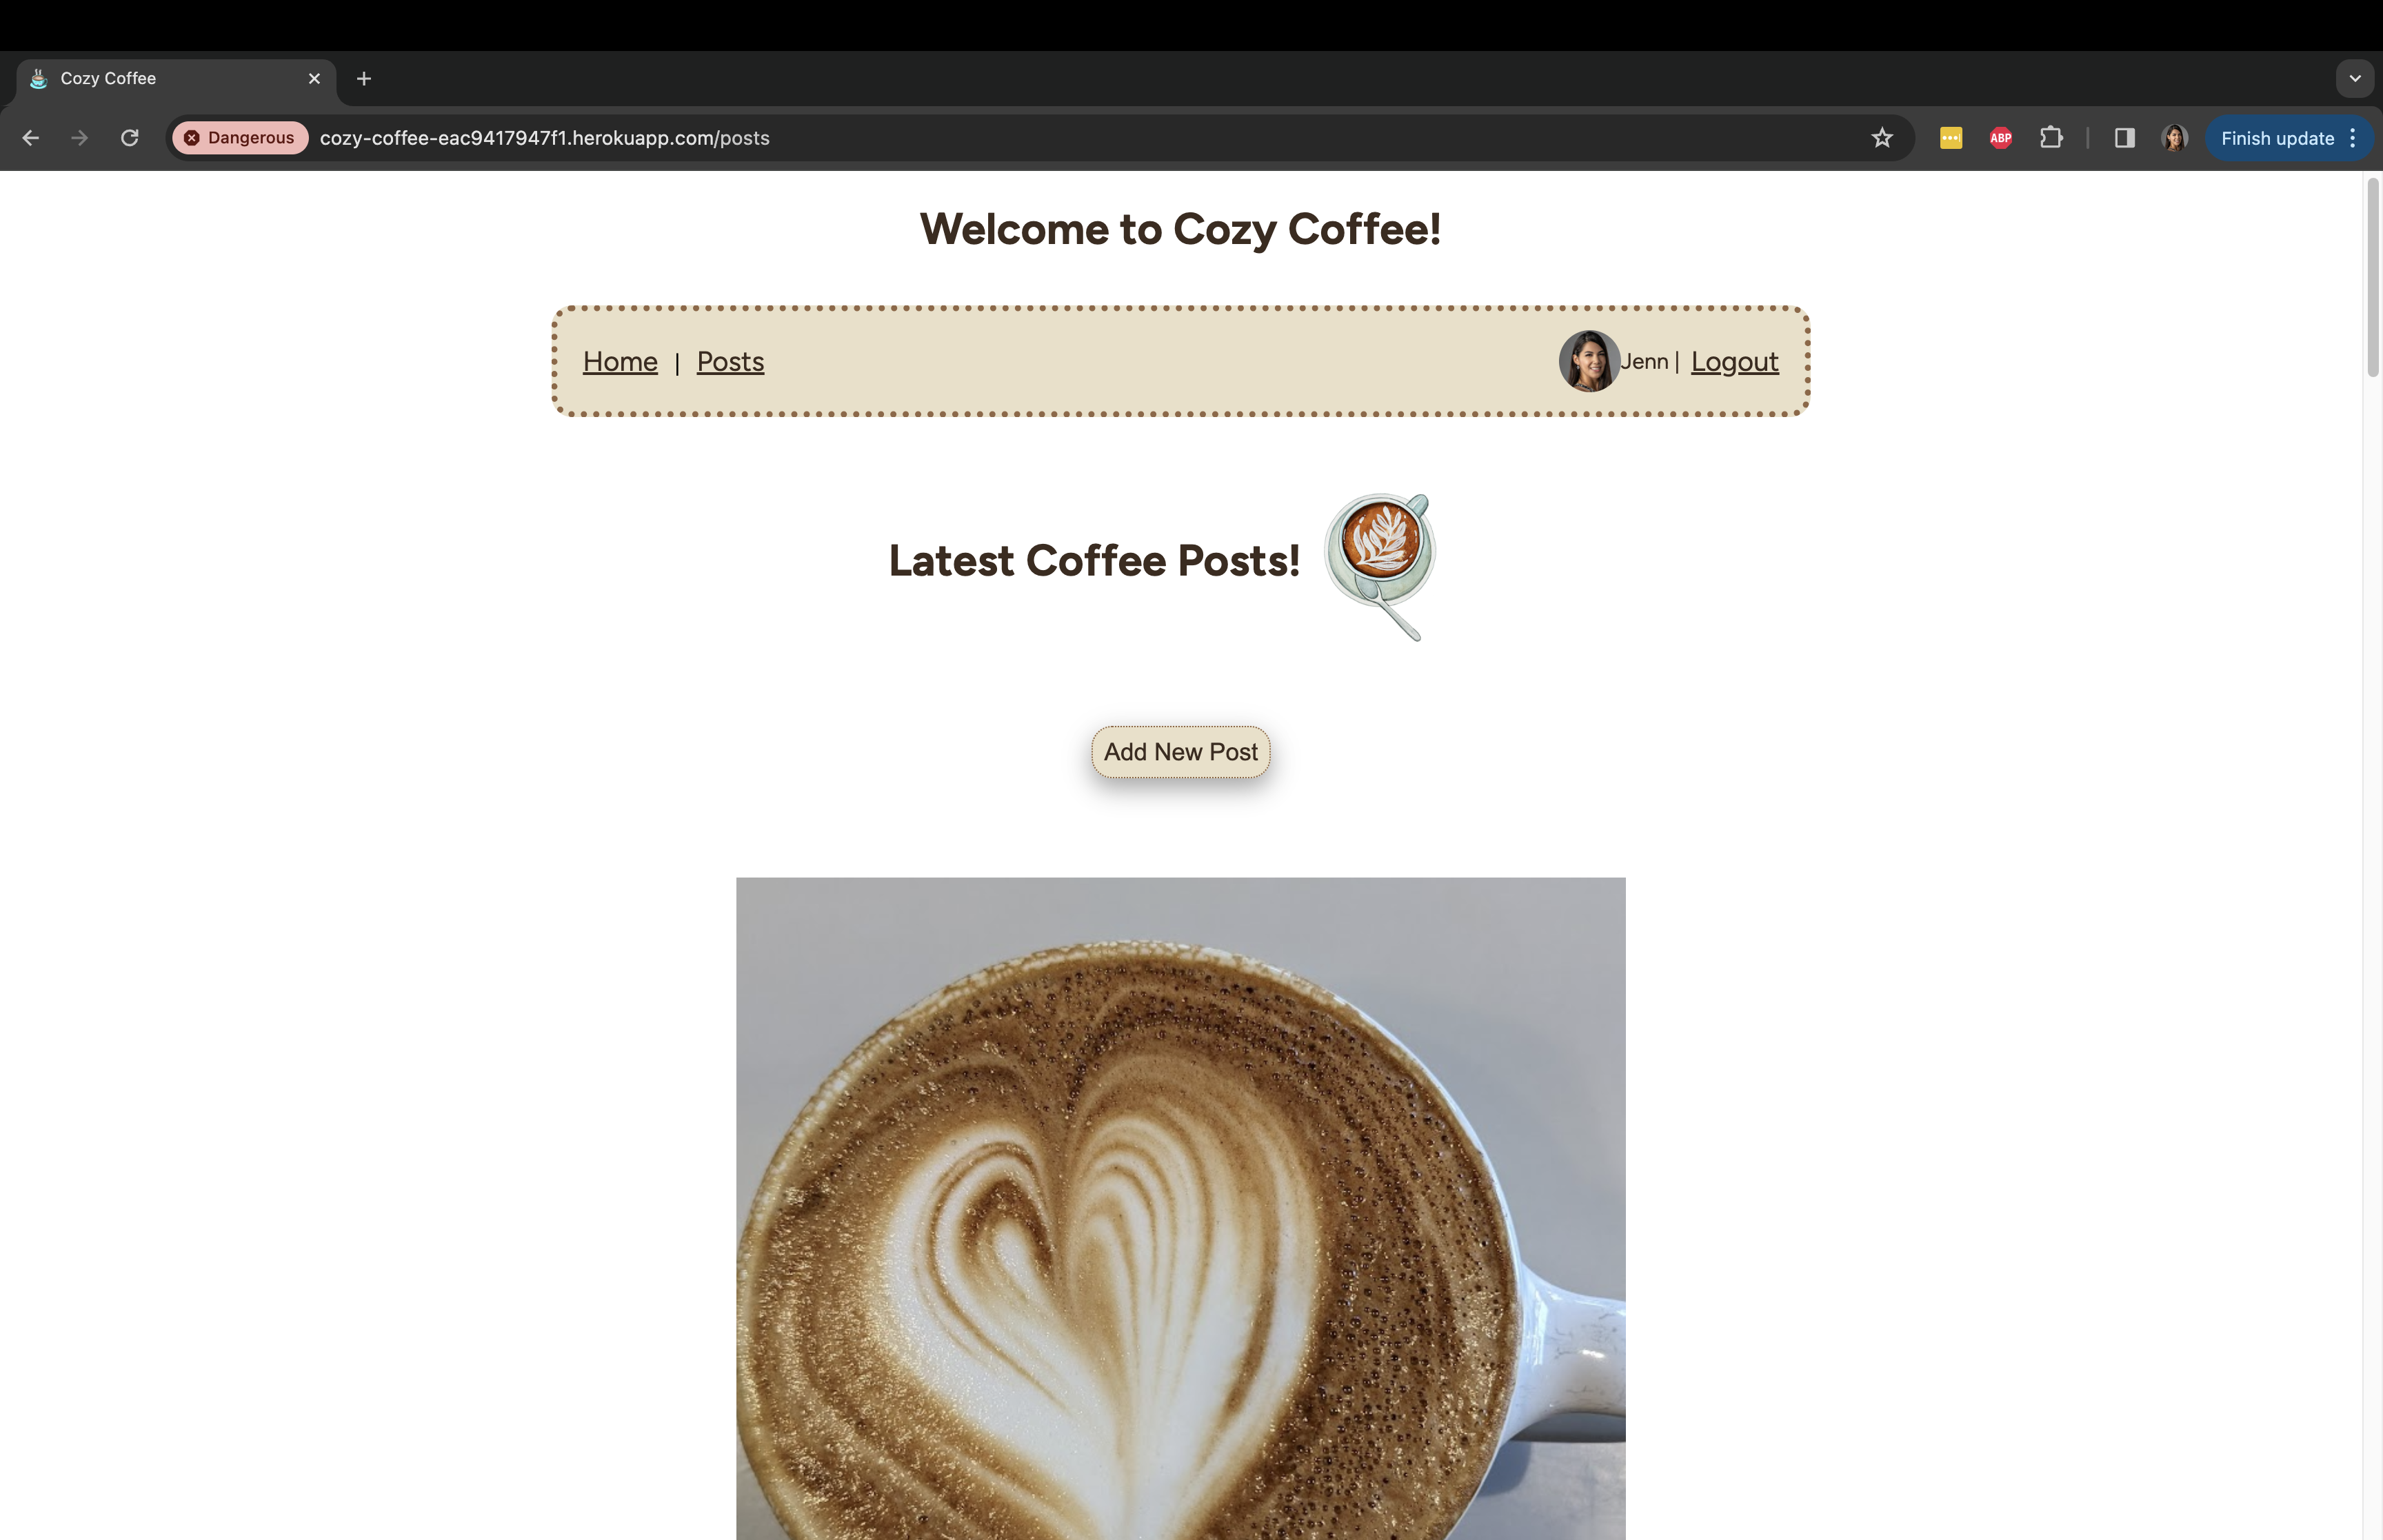 Cozy Coffee
Dangerous cozy-coffee-eac9417947f1.herokuapp.com/posts ABP Finish update
Welcome to Cozy Coffee!
Home | Posts Jenn | Logout
Latest Coffee Posts!
Add New Post